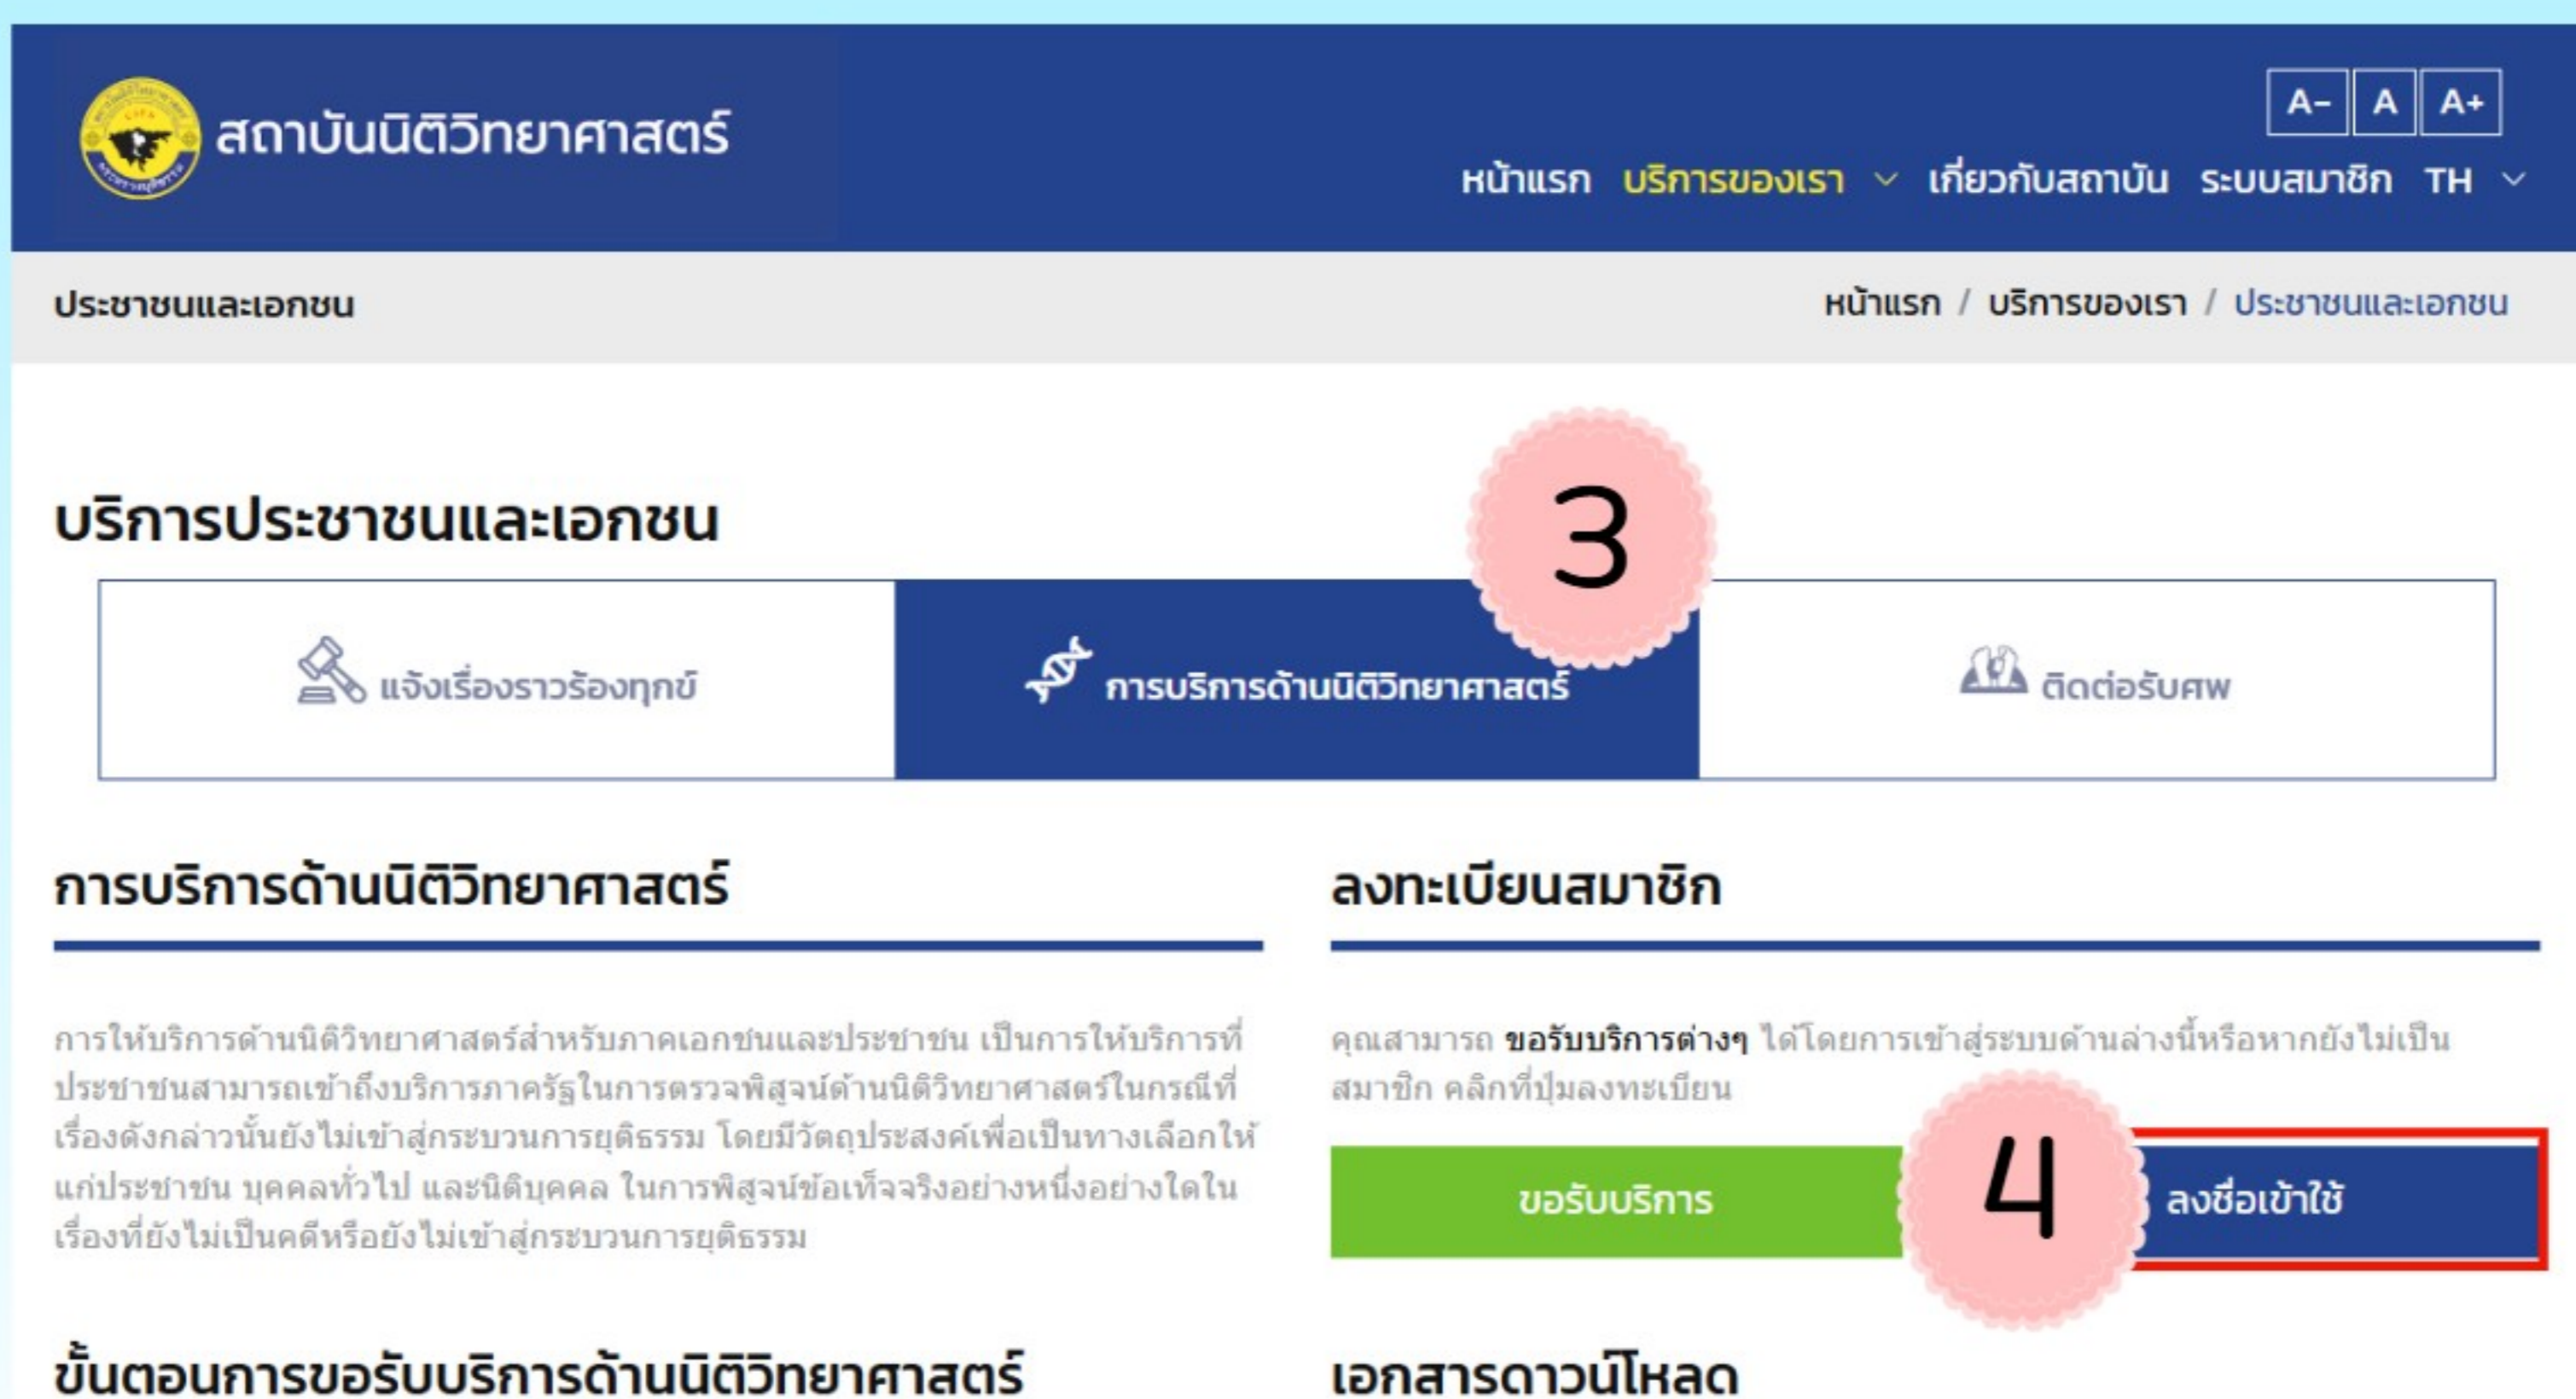 สถาบันนิติวิทยาศาสตร์
A- A A+
หน้าแรก บริการของเรา เกี่ยวกับสถาบัน ระบบสมาชิก TH
ประชาชนและเอกชน
หน้าแรก / บริการของเรา / ประชาชนและเอกชน
บริการประชาชนและเอกชน
3
แจ้งเรื่องราวร้องทุกข์
การบริการด้านนิติวิทยาศาสตร์
ติดต่อรับศพ
การบริการด้านนิติวิทยาศาสตร์
การให้บริการด้านนิติวิทยาศาสตร์สำหรับภาคเอกชนและประชาชน เป็นการให้บริการที่
ประชาชนสามารถเข้าถึงบริการภาครัฐในการตรวจพิสูจน์ด้านนิติวิทยาศาสตร์ในกรณีที่
เรื่องดังกล่าวนั้นยังไม่เข้าสู่กระบวนการยุติธรรม โดยมีวัตถุประสงค์เพื่อเป็นทางเลือกให้
แก่ประชาชน บุคคลทั่วไป และนิติบุคคล ในการพิสูจน์ข้อเท็จจริงอย่างหนึ่งอย่างใดใน
เรื่องที่ยังไม่เป็นคดีหรือยังไม่เข้าสู่กระบวนการยุติธรรม
ลงทะเบียนสมาชิก
คุณสามารถ ขอรับบริการต่างๆ ได้โดยการเข้าสู่ระบบด้านล่างนี้หรือหากยังไม่เป็น
สมาชิก คลิกที่ปุ่มลงทะเบียน
ขอรับบริการ
4
ลงชื่อเข้าใช้
ขั้นตอนการขอรับบริการด้านนิติวิทยาศาสตร์
เอกสารดาวน์โหลด